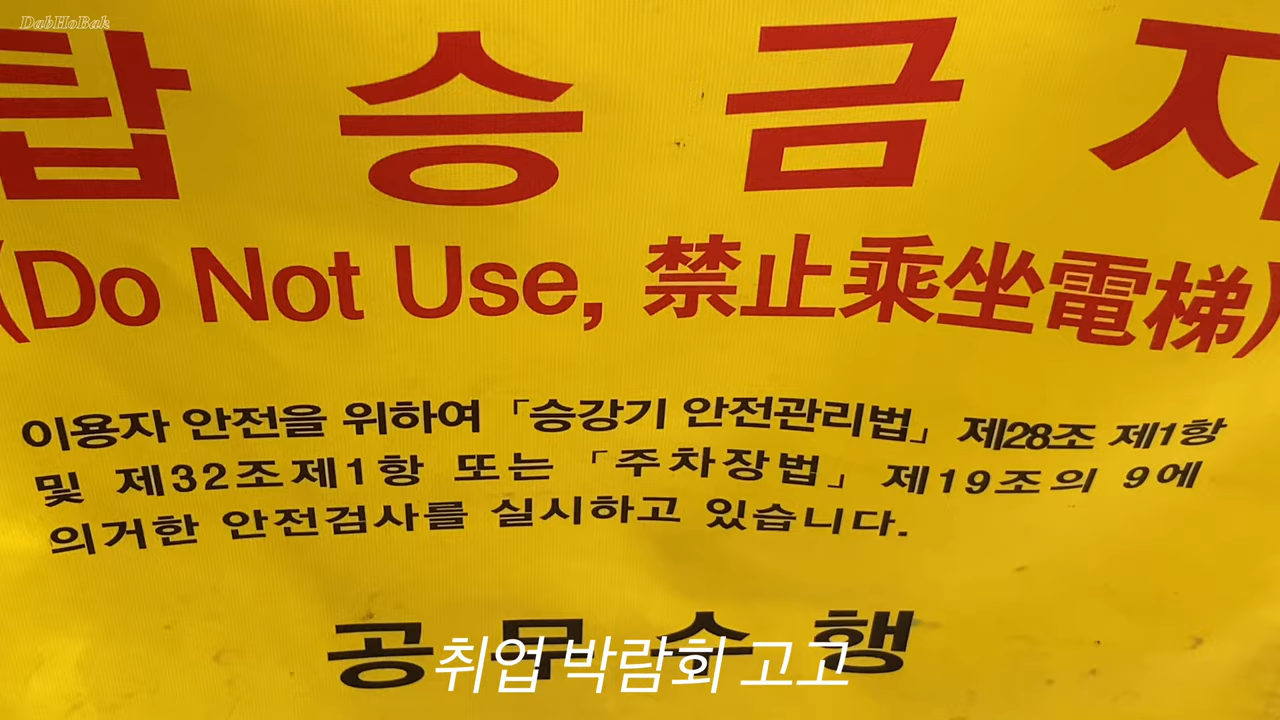 DabHoBak
탑승금지
(Do Not Use, 禁止乘坐電梯)
이용자 안전을 위하여 「승강기 안전관리법」 제28조 제1항
및 제32조제1항 또는 「주차장법」 제19조의 9에
의거한 안전검사를 실시하고 있습니다.
공무수행
취업 박람회 고고